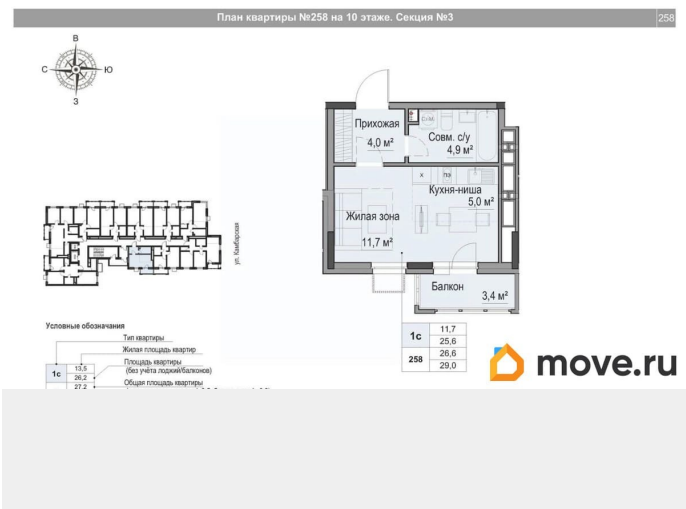 План квартиры №258 на 10 этаже. Секция №3
258
В
С
Ю
З
Прихожая
4,0 м²
Совм. с/у
4,9 м²
С/М
Х
ПЭ
Кухня-ниша
5,0 м²
Жилая зона
11,7 м²
Балкон
3,4 м²
ул. Камбарская
1с
258
11,7
25,6
26,6
29,0
move.ru
Условные обозначания
Тип квартиры
Жилая площадь квартир
Площадь квартиры
(без учёта лоджий/балконов)
Общая площадь квартиры
1с
13,5
26,2
27,2